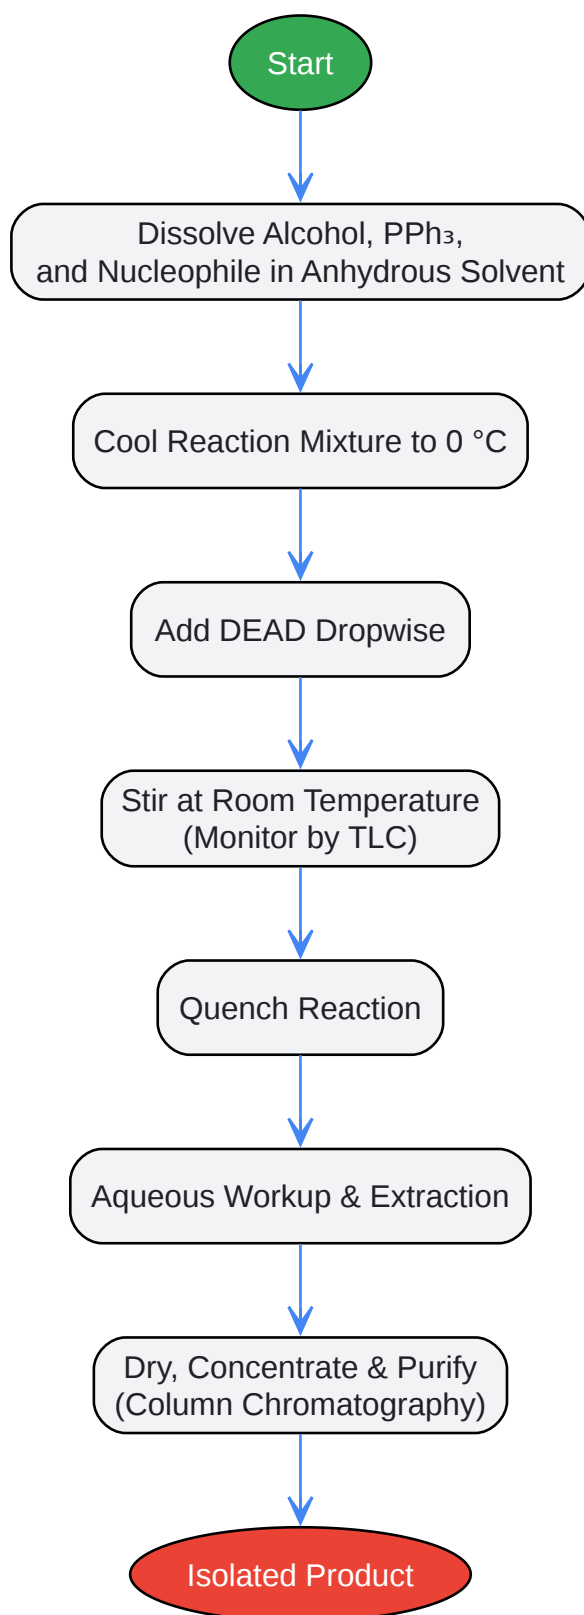 Start
Dissolve Alcohol, PPh₃,
and Nucleophile in Anhydrous Solvent
Cool Reaction Mixture to 0 °C
Add DEAD Dropwise
Stir at Room Temperature
(Monitor by TLC)
Quench Reaction
Aqueous Workup & Extraction
Dry, Concentrate & Purify
(Column Chromatography)
Isolated Product